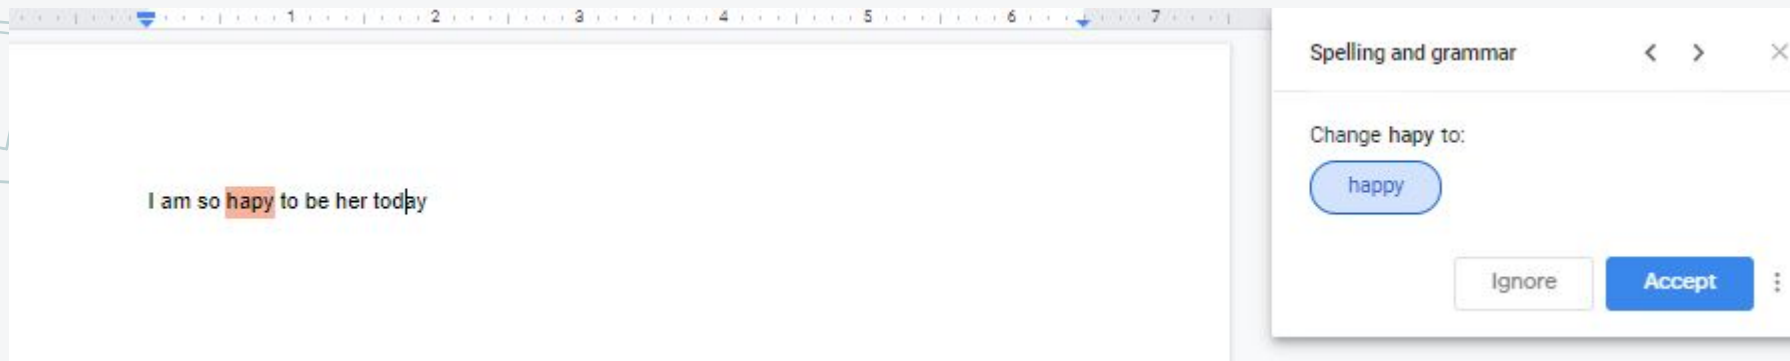 1 2 3 4 5 6 7
Spelling and grammar
Change hapy to:
happy
I am so hapy to be her today
Ignore Accept